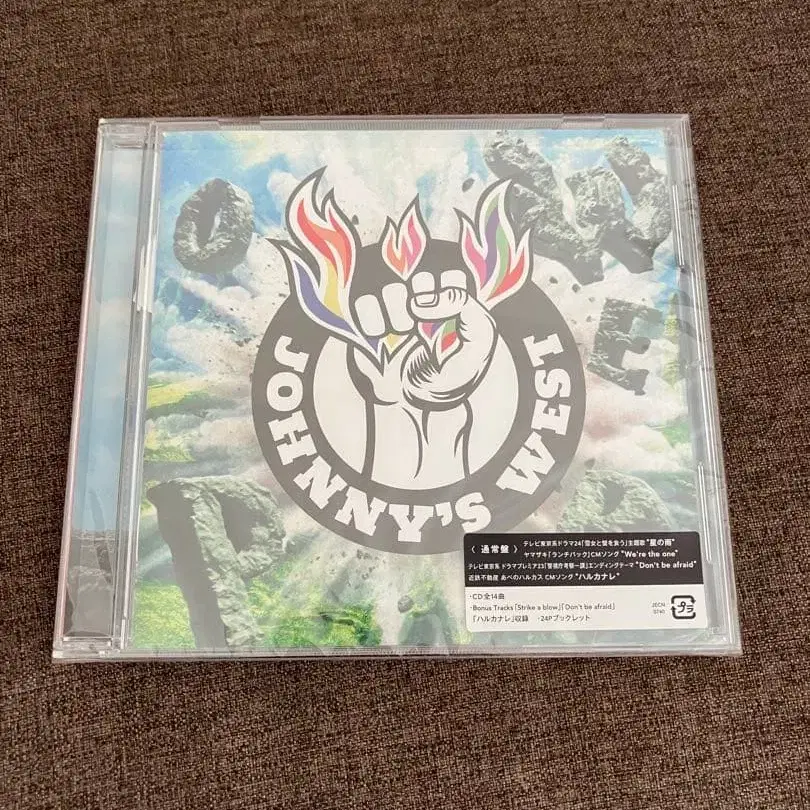 O
W
E
P
P
JOHNNY'S WEST
〈 通常盤 〉
テレビ東京系ドラマ24「雪女と蟹を食う」主題歌 "星の雨"
ヤマザキ「ランチパック」CMソング "We're the one"
テレビ東京系 ドラマプレミア23「警視庁考察一課」エンディングテーマ "Don't be afraid"
近鉄不動産 あべのハルカス CMソング "ハルカナレ"
・CD:全14曲
・Bonus Tracks「Strike a blow」「Don't be afraid」
「ハルカナレ」収録 ・24Pブックレット
JECN
0740
プラ